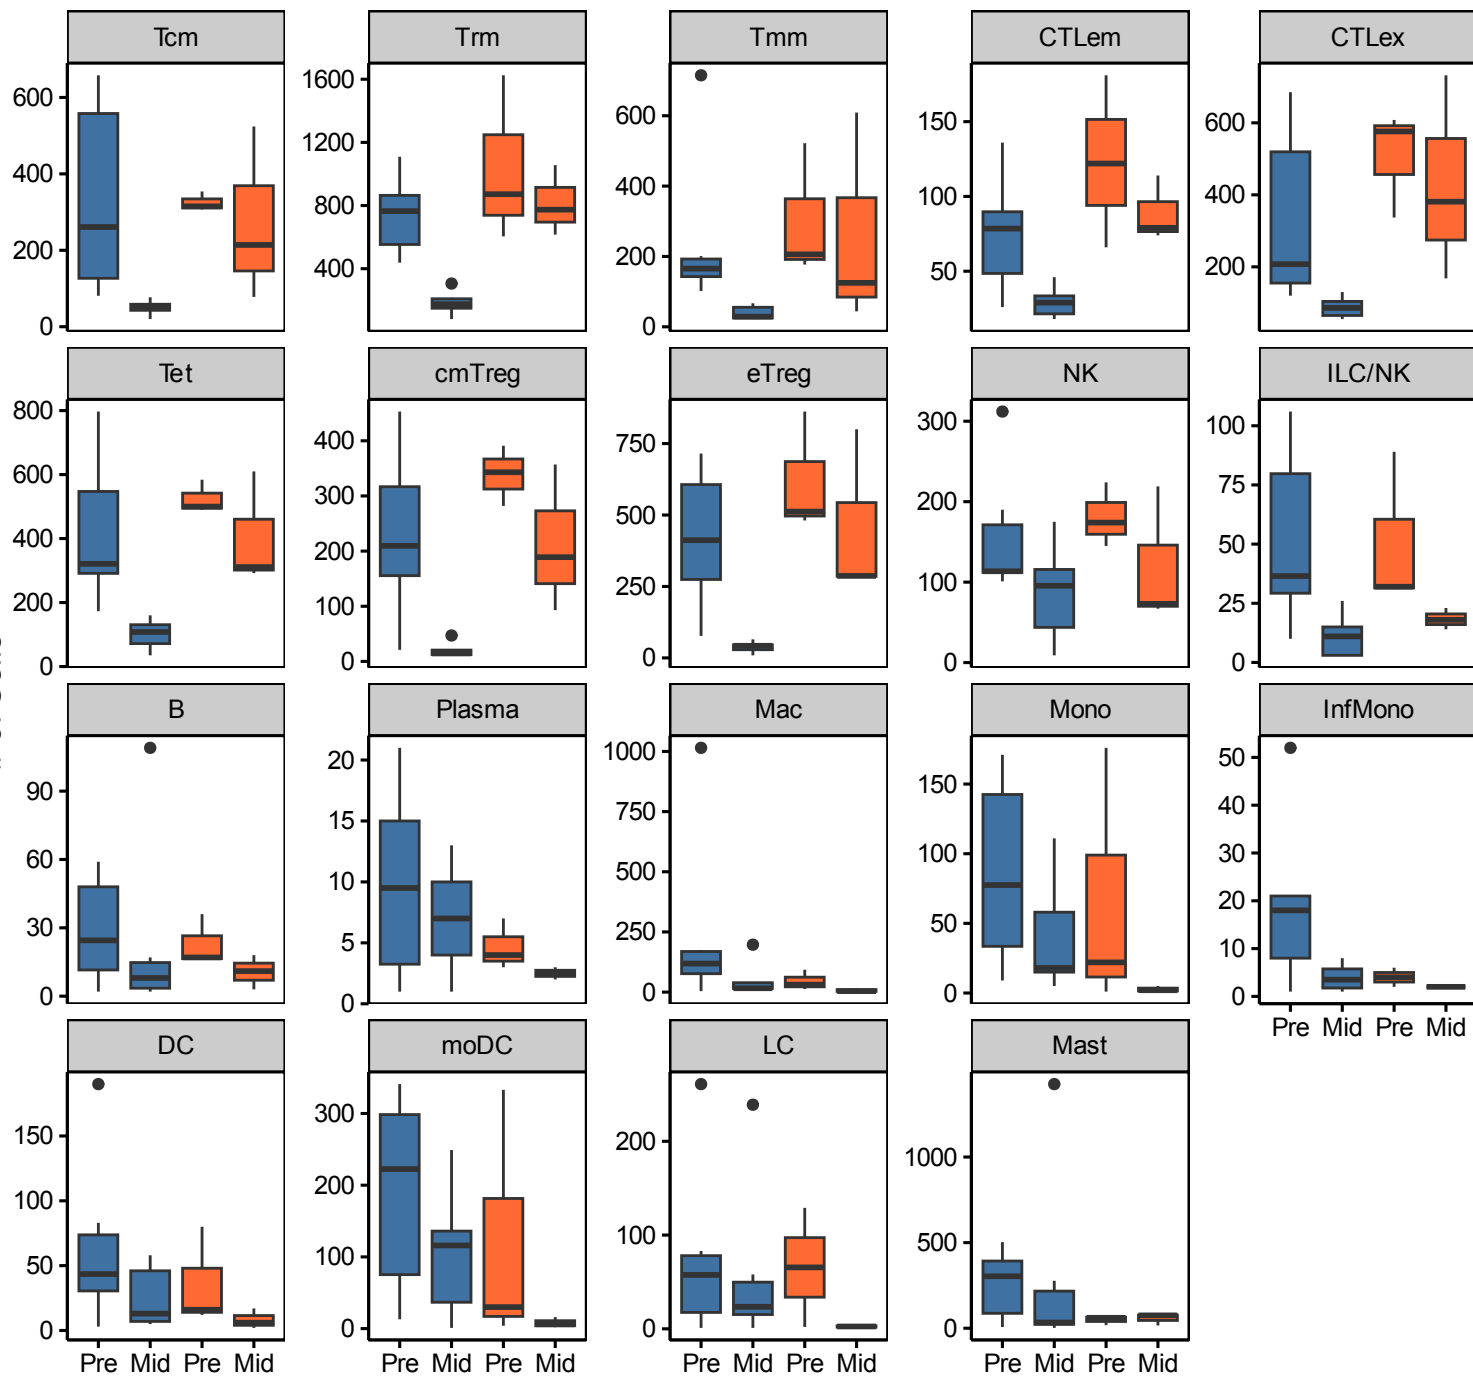 Tcm Trm Tmm CTLem CTLex
600 400 200 0
1600 1200 800 400
600 400 200 0
150 100 50
600 400 200
Tet cmTreg eTreg NK ILC/NK
800 600 400 200 0
400 300 200 100 0
750 500 250 0
300 200 100 0
100 75 50 25 0
B Plasma Mac Mono InfMono
90 60 30 0
20 15 10 5 0
1000 750 500 250 0
150 100 50 0
50 40 30 20 10 0
Pre Mid Pre Mid
DC moDC LC Mast
150 100 50 0
300 200 100 0
200 100 0
1000 500 0
Pre Mid Pre Mid Pre Mid Pre Mid Pre Mid Pre Mid Pre Mid Pre Mid